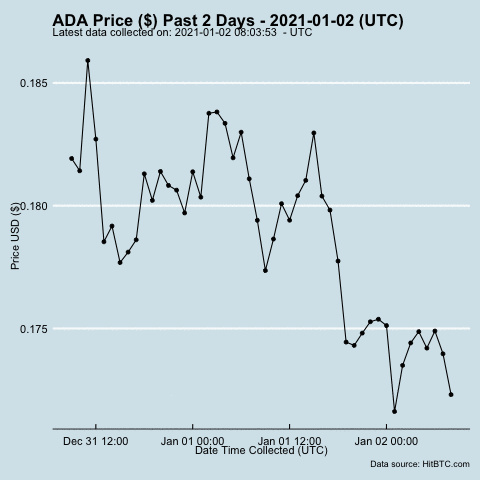 ADA Price ($) Past 2 Days - 2021-01-02 (UTC)
Latest data collected on: 2021-01-02 08:03:53  - UTC
0.185
0.180
0.175
Price USD ($)
Dec 31 12:00
Jan 01 00:00
Jan 01 12:00
Jan 02 00:00
Date Time Collected (UTC)
Data source: HitBTC.com